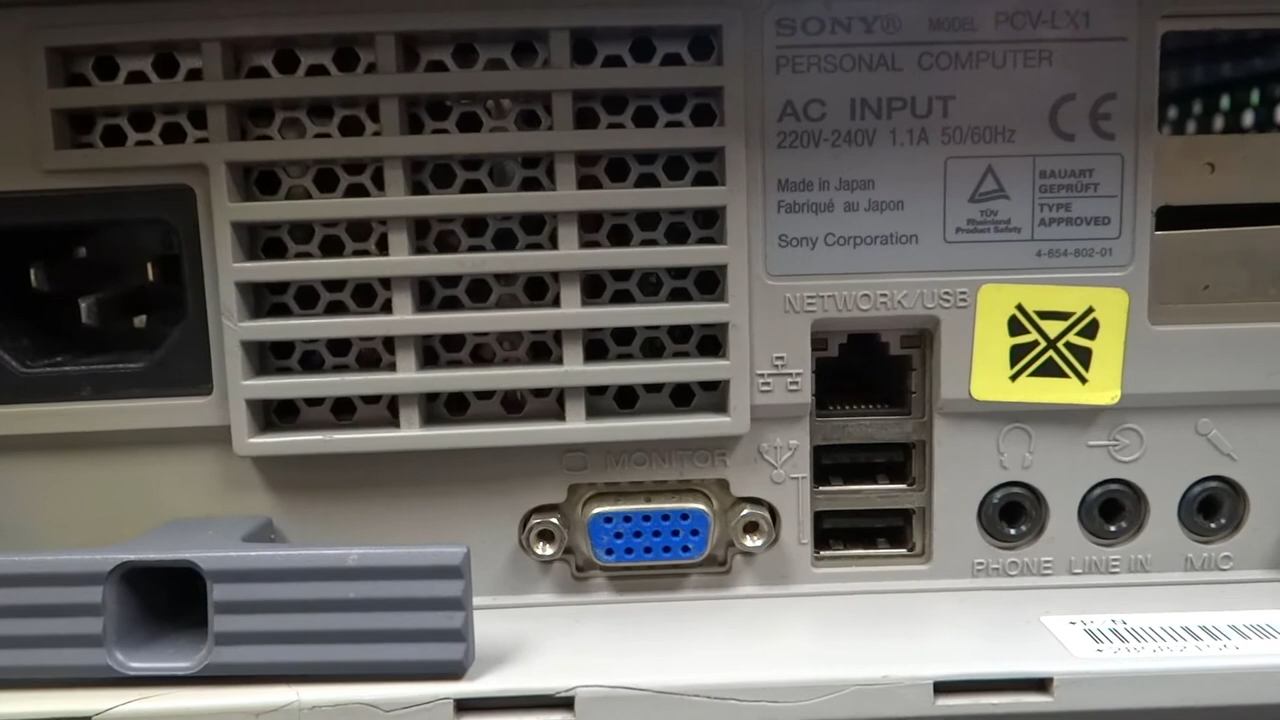 SONY® MODEL PCV-LX1
PERSONAL COMPUTER
AC INPUT
220V-240V 1.1A 50/60Hz
CE
Made in Japan
Fabriqué au Japon
Sony Corporation
TÜV
Rheinland
Product Safety
BAUART
GEPRÜFT
TYPE
APPROVED
4-654-802-01
NETWORK/USB
MONITOR
PHONE LINE IN MIC